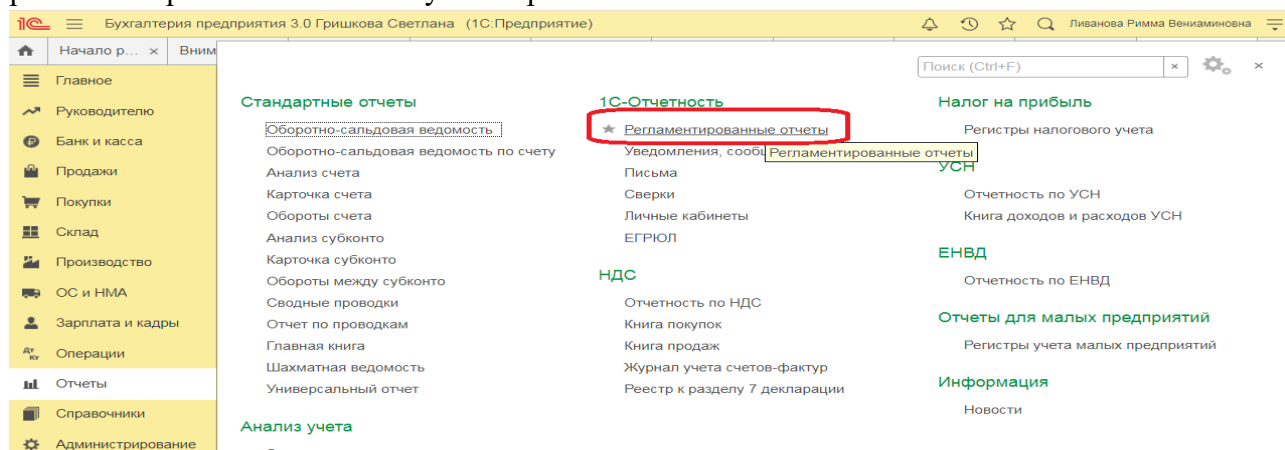 Бухгалтерия предприятия 3.0 Гришкова Светлана (1С:Предприятие)
Ливанова Римма Вениаминовна
Начало р... ×
Вним
Поиск (Ctrl+F) ×
×
Главное
Руководителю
Банк и касса
Продажи
Покупки
Склад
Производство
ОС и НМА
Зарплата и кадры
Операции
Отчеты
Справочники
Администрирование
Стандартные отчеты
Оборотно-сальдовая ведомость
Оборотно-сальдовая ведомость по счету
Анализ счета
Карточка счета
Обороты счета
Анализ субконто
Карточка субконто
Обороты между субконто
Сводные проводки
Отчет по проводкам
Главная книга
Шахматная ведомость
Универсальный отчет
Анализ учета
1С-Отчетность
Регламентированные отчеты
Уведомления, сообщ
Регламентированные отчеты
Письма
Сверки
Личные кабинеты
ЕГРЮЛ
НДС
Отчетность по НДС
Книга покупок
Книга продаж
Журнал учета счетов-фактур
Реестр к разделу 7 декларации
Налог на прибыль
Регистры налогового учета
УСН
Отчетность по УСН
Книга доходов и расходов УСН
ЕНВД
Отчетность по ЕНВД
Отчеты для малых предприятий
Регистры учета малых предприятий
Информация
Новости